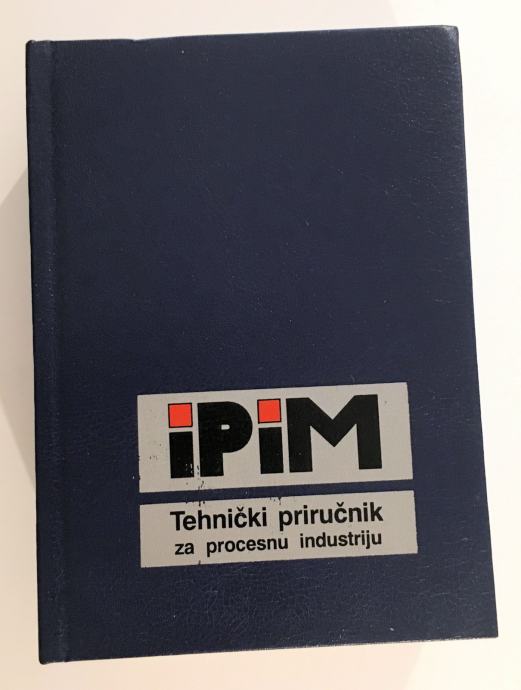 iPiM
Tehnički priručnik
za procesnu industriju